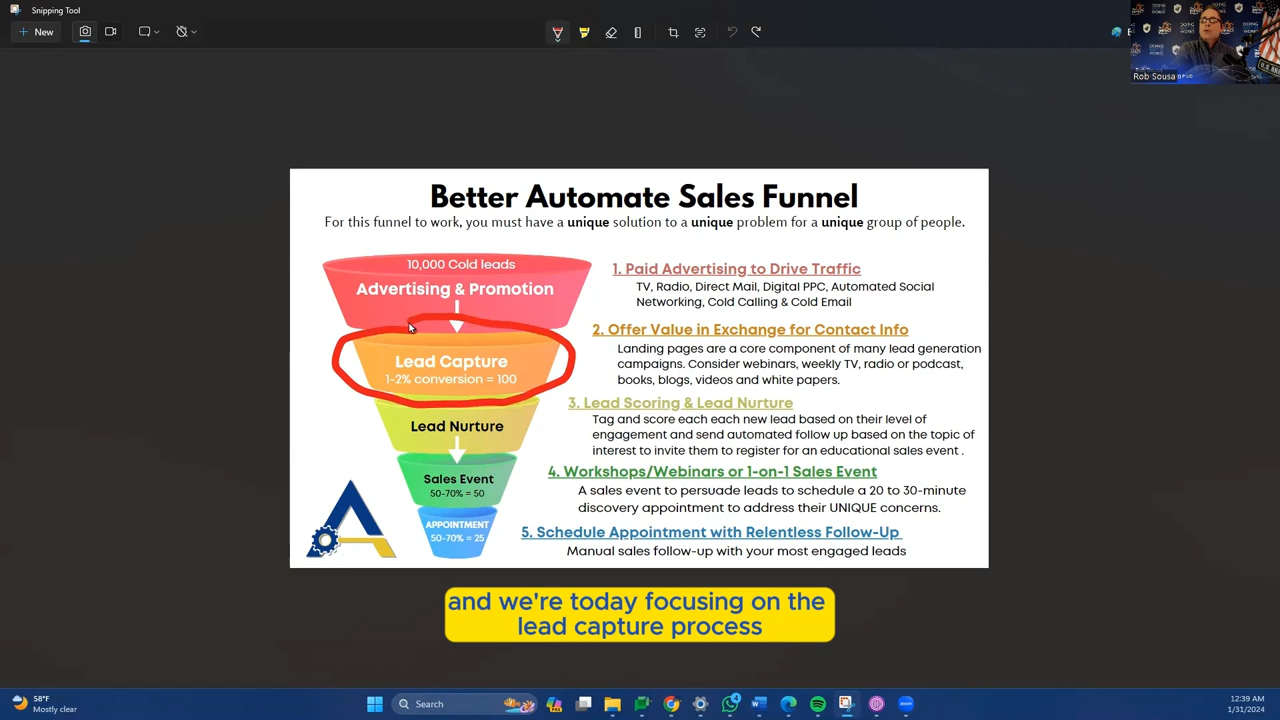 Snipping Tool
New
Rob Sousa
Better Automate Sales Funnel
For this funnel to work, you must have a unique solution to a unique problem for a unique group of people.
10,000 Cold leads
Advertising & Promotion
1. Paid Advertising to Drive Traffic
TV, Radio, Direct Mail, Digital PPC, Automated Social
Networking, Cold Calling & Cold Email
Lead Capture
1-2% conversion = 100
2. Offer Value in Exchange for Contact Info
Landing pages are a core component of many lead generation
campaigns. Consider webinars, weekly TV, radio or podcast,
books, blogs, videos and white papers.
Lead Nurture
3. Lead Scoring & Lead Nurture
Tag and score each each new lead based on their level of
engagement and send automated follow up based on the topic of
interest to invite them to register for an educational sales event .
Sales Event
50-70% = 50
4. Workshops/Webinars or 1-on-1 Sales Event
A sales event to persuade leads to schedule a 20 to 30-minute
discovery appointment to address their UNIQUE concerns.
APPOINTMENT
50-70% = 25
5. Schedule Appointment with Relentless Follow-Up
Manual sales follow-up with your most engaged leads
and we're today focusing on the
lead capture process
58°F
Mostly clear
Search
4
12:39 AM
1/31/2024